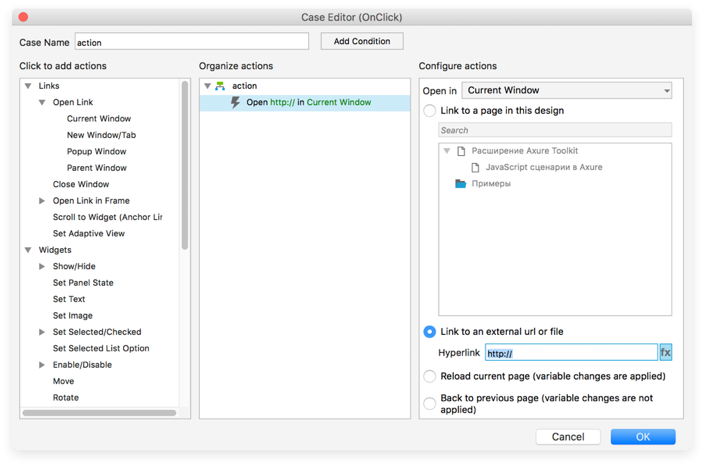 Case Editor (OnClick)
Case Name action Add Condition
Click to add actions
Links
Open Link
Current Window
New Window/Tab
Popup Window
Parent Window
Close Window
Open Link in Frame
Scroll to Widget (Anchor Lir
Set Adaptive View
Widgets
Show/Hide
Set Panel State
Set Text
Set Image
Set Selected/Checked
Set Selected List Option
Enable/Disable
Move
Rotate
Organize actions
action
Open http:// in Current Window
Configure actions
Open in Current Window
Link to a page in this design
Search
Расширение Axure Toolkit
JavaScript сценарии в Axure
Примеры
Link to an external url or file
Hyperlink http:// fx
Reload current page (variable changes are applied)
Back to previous page (variable changes are not
applied)
Cancel OK